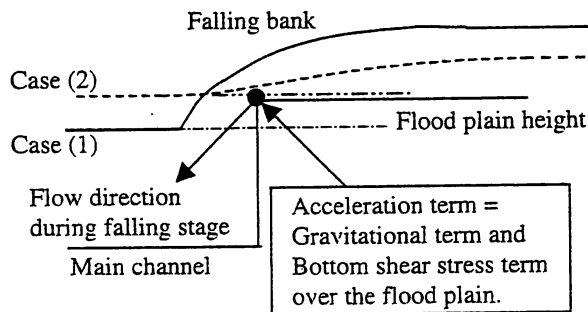 Falling bank
Case (2)
Flood plain height
Case (1)
Flow direction
during falling stage
Main channel
Acceleration term =
Gravitational term and
Bottom shear stress term
over the flood plain.